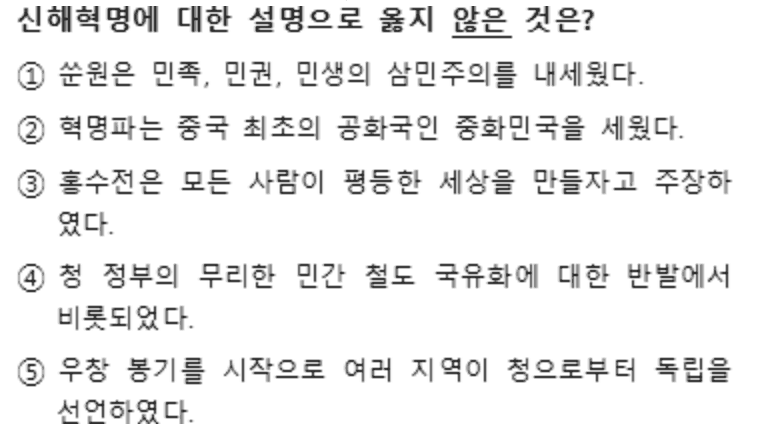 신해혁명에 대한 설명으로 옳지 않은 것은?
① 쑨원은 민족, 민권, 민생의 삼민주의를 내세웠다.
② 혁명파는 중국 최초의 공화국인 중화민국을 세웠다.
③ 홍수전은 모든 사람이 평등한 세상을 만들자고 주장하
였다.
④ 청 정부의 무리한 민간 철도 국유화에 대한 반발에서
비롯되었다.
⑤ 우창 봉기를 시작으로 여러 지역이 청으로부터 독립을
선언하였다.